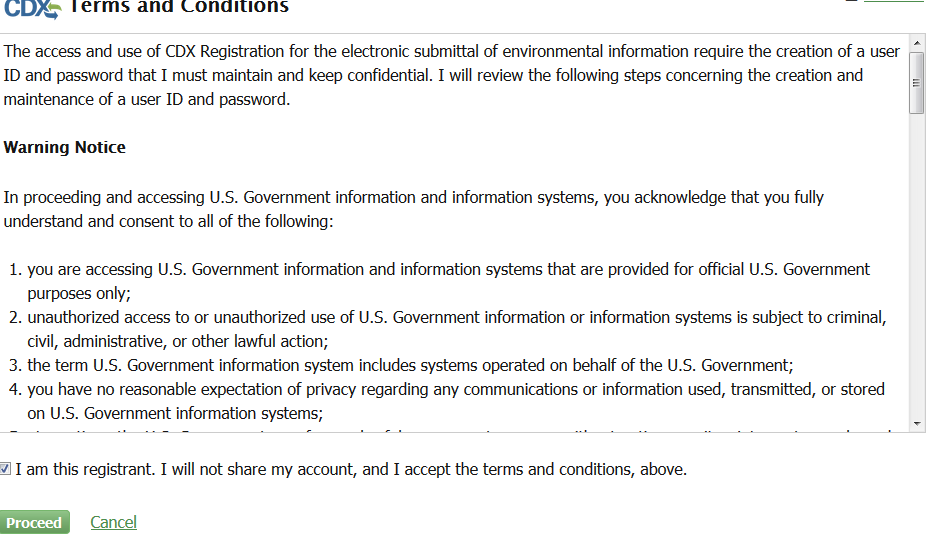 CDX Terms and Conditions
The access and use of CDX Registration for the electronic submittal of environmental information require the creation of a user
ID and password that I must maintain and keep confidential. I will review the following steps concerning the creation and
maintenance of a user ID and password.
Warning Notice
In proceeding and accessing U.S. Government information and information systems, you acknowledge that you fully
understand and consent to all of the following:
1. you are accessing U.S. Government information and information systems that are provided for official U.S. Government
purposes only;
2. unauthorized access to or unauthorized use of U.S. Government information or information systems is subject to criminal,
civil, administrative, or other lawful action;
3. the term U.S. Government information system includes systems operated on behalf of the U.S. Government;
4. you have no reasonable expectation of privacy regarding any communications or information used, transmitted, or stored
on U.S. Government information systems;
I am this registrant. I will not share my account, and I accept the terms and conditions, above.
Proceed Cancel